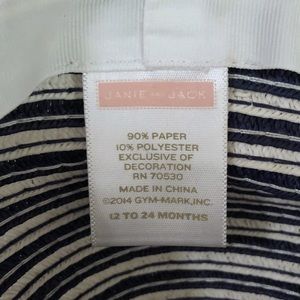 JANIE AND JACK
90% PAPER
10% POLYESTER
EXCLUSIVE OF
DECORATION
RN 70530
MADE IN CHINA
©2014 GYM-MARK,INC.
12 TO 24 MONTHS